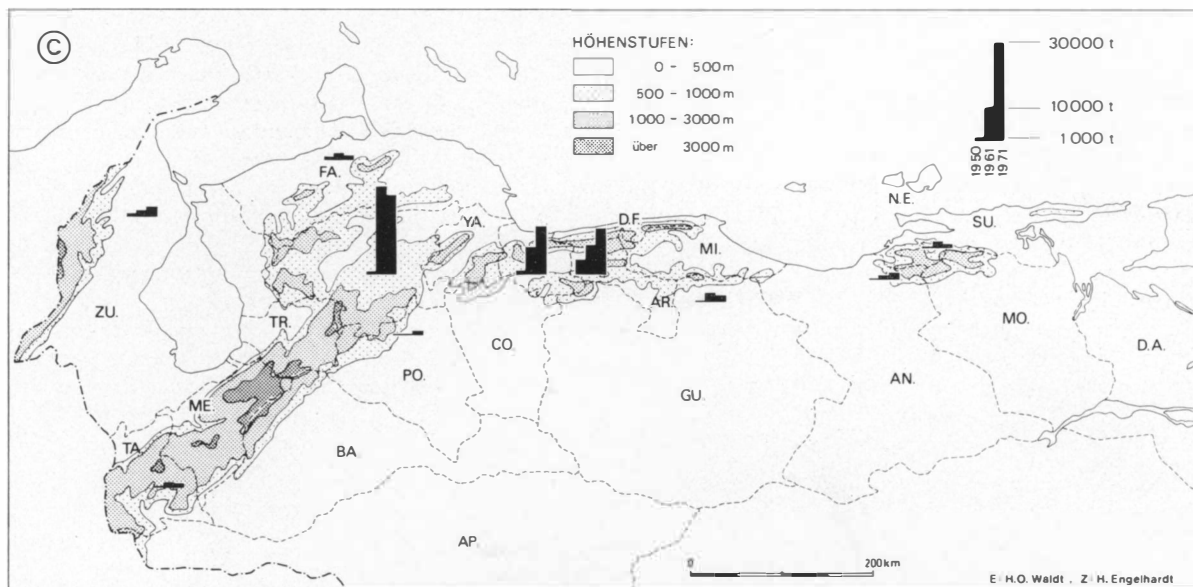 C
HÖHENSTUFEN:
0 - 500 m
500 - 1000 m
1000 - 3000 m
über 3000 m
30000 t
10000 t
1000 t
1950
1961
1971
FA.
YA.
D.F.
MI.
N.E.
SU.
ZU.
TR.
AR.
CO.
MO.
D.A.
PO.
GU.
AN.
ME.
TA.
BA.
AP.
0 200 km
E: H.O. Waldt . Z: H. Engelhardt